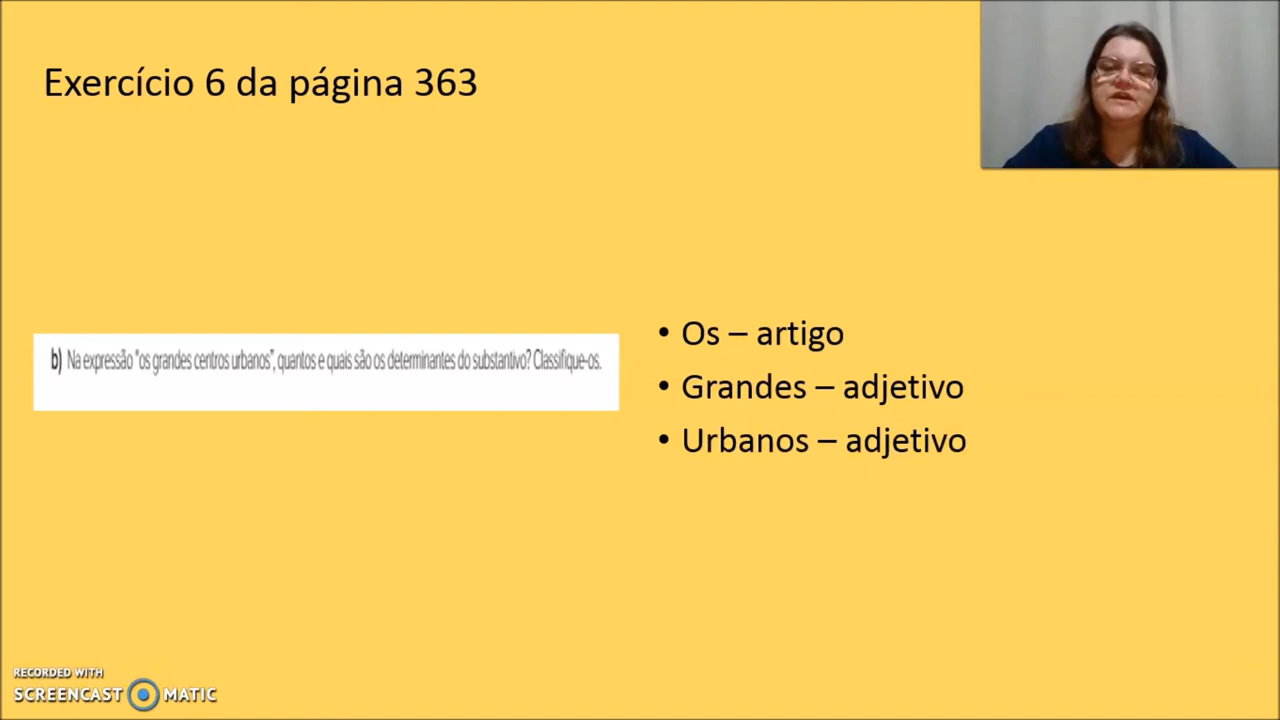 Exercício 6 da página 363
b) Na expressão "os grandes centros urbanos", quantos e quais são os determinantes do substantivo? Classifique-os.
• Os – artigo
• Grandes – adjetivo
• Urbanos – adjetivo
RECORDED WITH
SCREENCAST MATIC